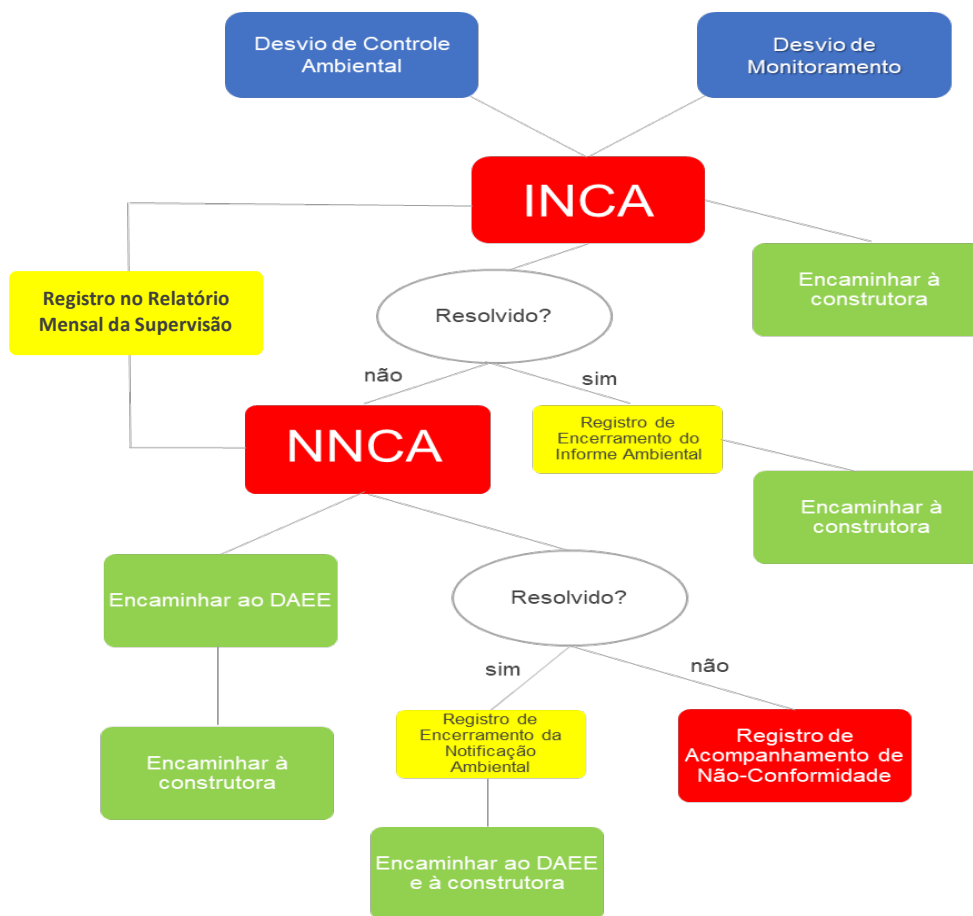 Desvio de Controle
Ambiental
Desvio de
Monitoramento
INCA
Encaminhar à
construtora
Registro no Relatório
Mensal da Supervisão
Resolvido?
não
sim
NNCA
Registro de
Encerramento do
Informe Ambiental
Encaminhar à
construtora
Encaminhar ao DAEE
Resolvido?
sim
não
Encaminhar à
construtora
Registro de
Encerramento da
Notificação
Ambiental
Registro de
Acompanhamento de
Não-Conformidade
Encaminhar ao DAEE
e à construtora